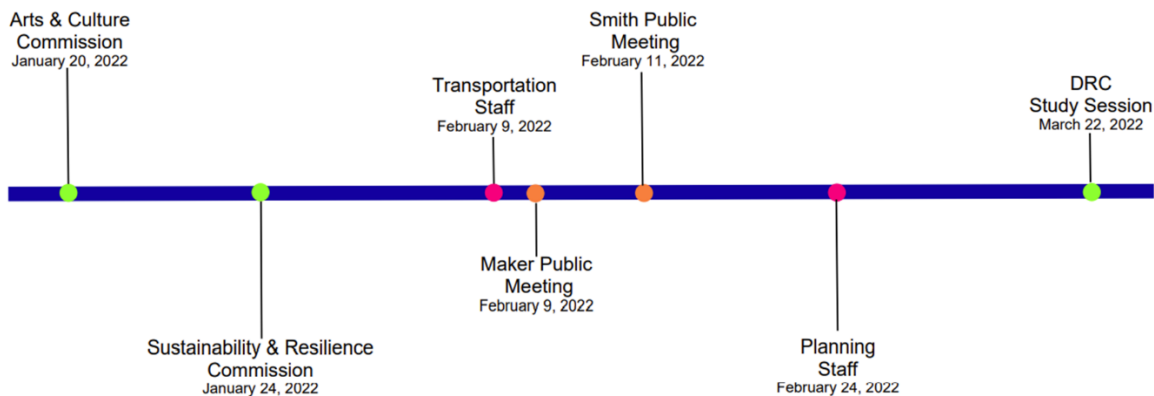 Arts & Culture
Commission
January 20, 2022
Sustainability & Resilience
Commission
January 24, 2022
Transportation
Staff
February 9, 2022
Maker Public
Meeting
February 9, 2022
Smith Public
Meeting
February 11, 2022
Planning
Staff
February 24, 2022
DRC
Study Session
March 22, 2022